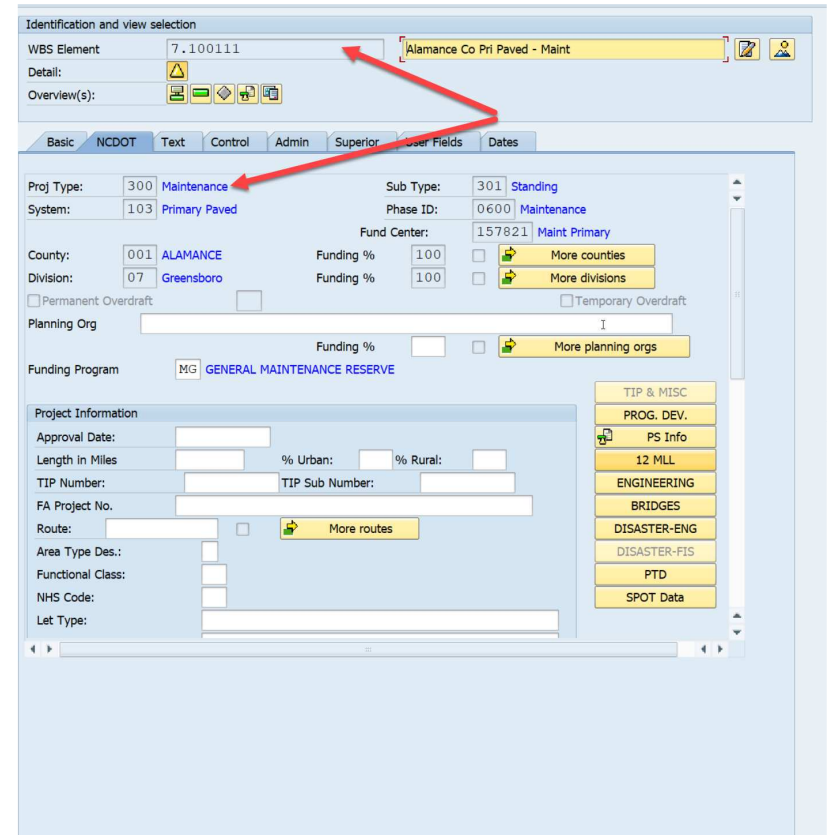 Identification and view selection
WBS Element 7.100111 Alamance Co Pri Paved - Maint
Detail:
Overview(s):
Basic NCDOT Text Control Admin Superior User Fields Dates
Proj Type: 300 Maintenance Sub Type: 301 Standing
System: 103 Primary Paved Phase ID: 0600 Maintenance
Fund Center: 157821 Maint Primary
County: 001 ALAMANCE Funding % 100 More counties
Division: 07 Greensboro Funding % 100 More divisions
Permanent Overdraft Temporary Overdraft
Planning Org
Funding % More planning orgs
Funding Program MG GENERAL MAINTENANCE RESERVE
TIP & MISC
Project Information PROG. DEV.
Approval Date: PS Info
Length in Miles % Urban: % Rural: 12 MLL
TIP Number: TIP Sub Number: ENGINEERING
FA Project No. BRIDGES
Route: More routes DISASTER-ENG
Area Type Des.: DISASTER-FIS
Functional Class: PTD
NHS Code: SPOT Data
Let Type: